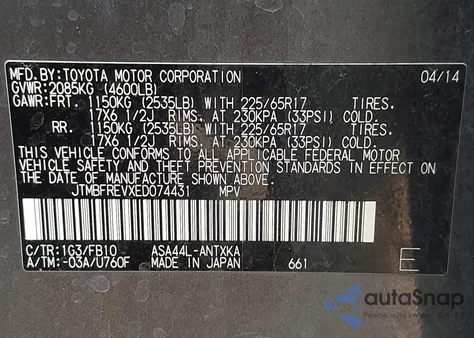 MFD.BY:TOYOTA MOTOR CORPORATION 04/14
GVWR:2085KG (4600LB)
GAWR:FRT. 1150KG (2535LB) WITH 225/65R17 TIRES.
17X6 1/2J RIMS. AT 230KPA (33PSI) COLD.
RR. 1150KG (2535LB) WITH 225/65R17 TIRES.
17X6 1/2J RIMS. AT 230KPA (33PSI) COLD.
THIS VEHICLE CONFORMS TO ALL APPLICABLE FEDERAL MOTOR
VEHICLE SAFETY AND THEFT PREVENTION STANDARDS IN EFFECT ON
THE DATE OF MANUFACTURE SHOWN ABOVE.
JTMBFREVXED074431 MPV
C/TR:1G3/FB10 ASA44L-ANTXKA
A/TM:-03A/U760F MADE IN JAPAN 661 E
autoSnap